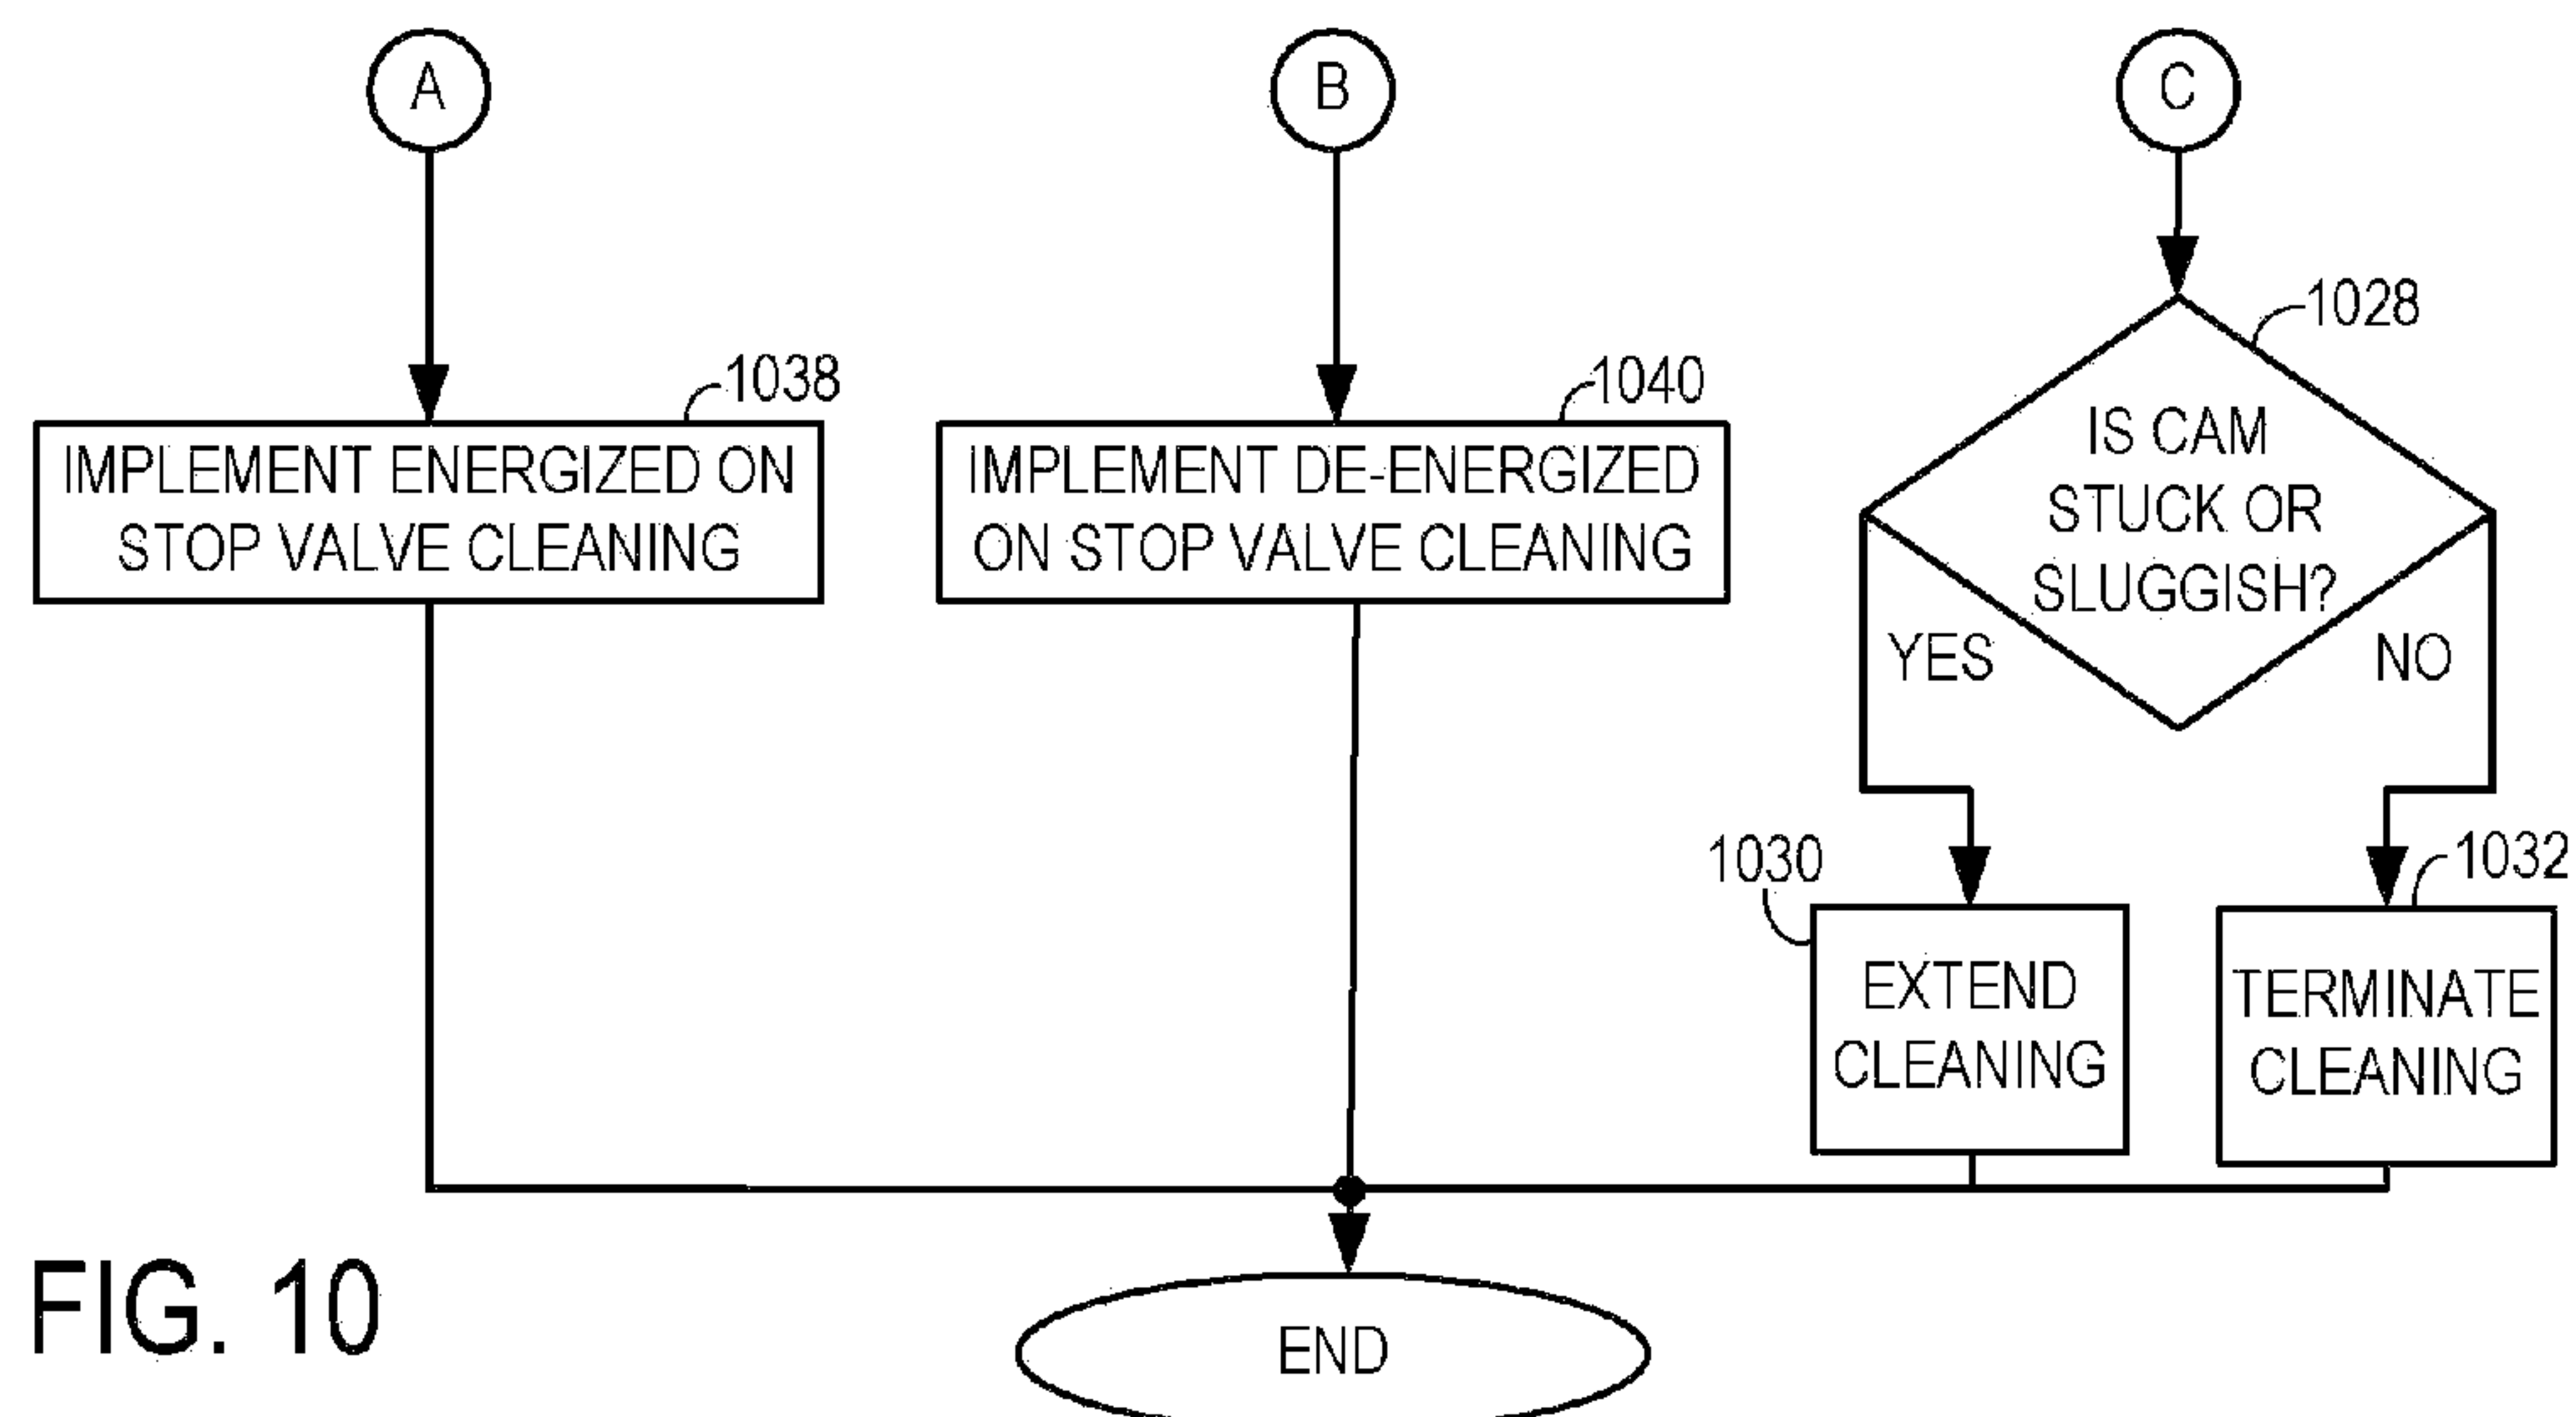 A
B
C
1028
1038
1040
IMPLEMENT ENERGIZED ON
STOP VALVE CLEANING
IMPLEMENT DE-ENERGIZED
ON STOP VALVE CLEANING
IS CAM
STUCK OR
SLUGGISH?
YES
NO
1030
1032
EXTEND
CLEANING
TERMINATE
CLEANING
FIG. 10
END